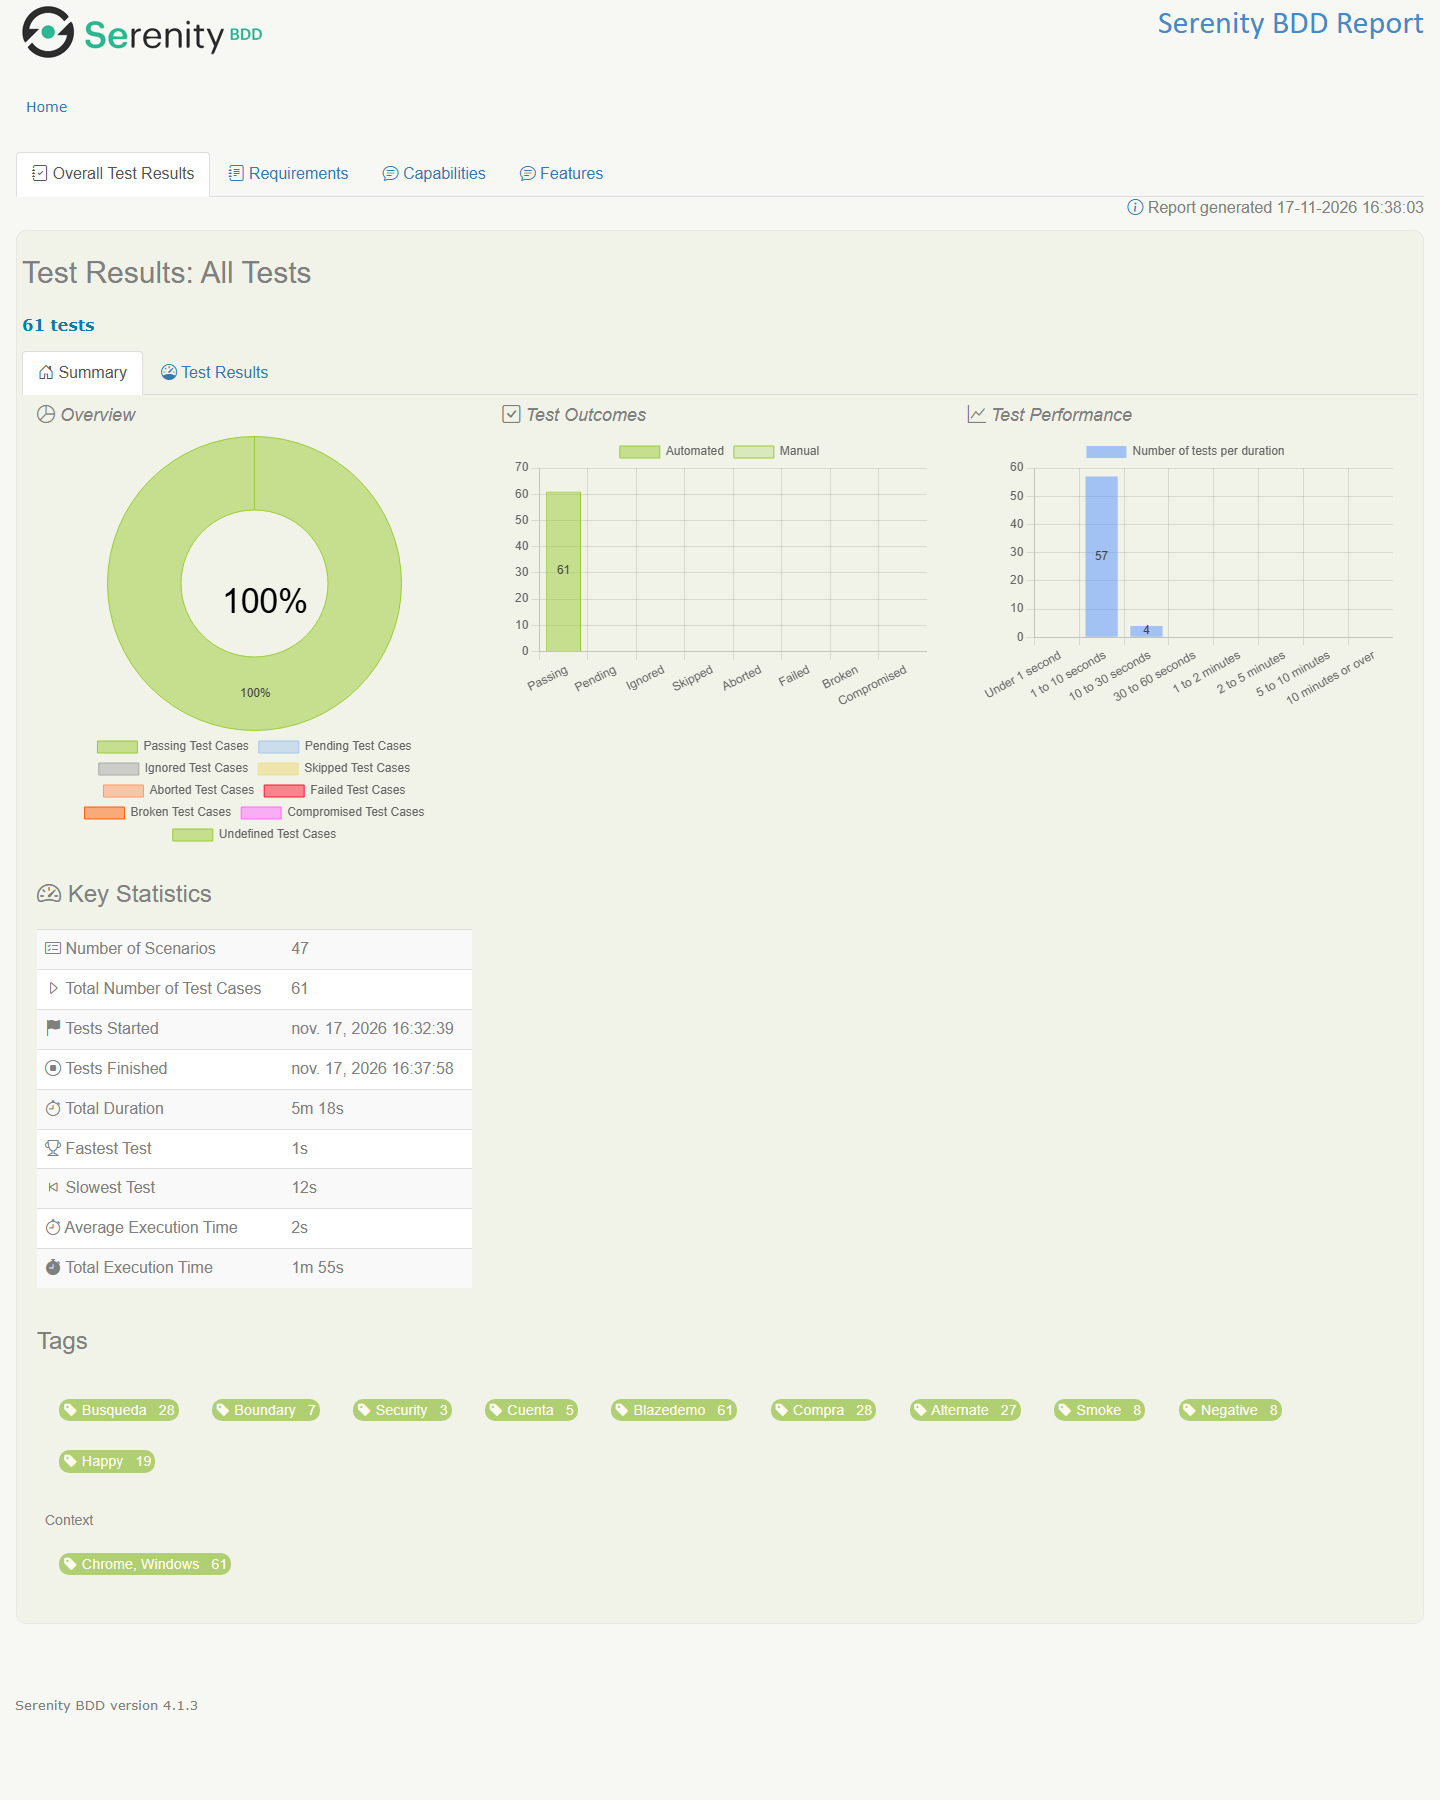 Serenity BDD
Serenity BDD Report
Home
Overall Test Results
Requirements
Capabilities
Features
Report generated 17-11-2026 16:38:03
Test Results: All Tests
61 tests
Summary
Test Results
Overview
100%
100%
Passing Test Cases
Pending Test Cases
Ignored Test Cases
Skipped Test Cases
Aborted Test Cases
Failed Test Cases
Broken Test Cases
Compromised Test Cases
Undefined Test Cases
Test Outcomes
Automated
Manual
70
60
50
40
30
20
10
0
61
Passing
Pending
Ignored
Skipped
Aborted
Failed
Broken
Compromised
Test Performance
Number of tests per duration
60
50
40
30
20
10
0
57
4
Under 1 second
1 to 10 seconds
10 to 30 seconds
30 to 60 seconds
1 to 2 minutes
2 to 5 minutes
5 to 10 minutes
10 minutes or over
Key Statistics
Number of Scenarios 47
Total Number of Test Cases 61
Tests Started nov. 17, 2026 16:32:39
Tests Finished nov. 17, 2026 16:37:58
Total Duration 5m 18s
Fastest Test 1s
Slowest Test 12s
Average Execution Time 2s
Total Execution Time 1m 55s
Tags
Busqueda 28
Boundary 7
Security 3
Cuenta 5
Blazedemo 61
Compra 28
Alternate 27
Smoke 8
Negative 8
Happy 19
Context
Chrome, Windows 61
Serenity BDD version 4.1.3